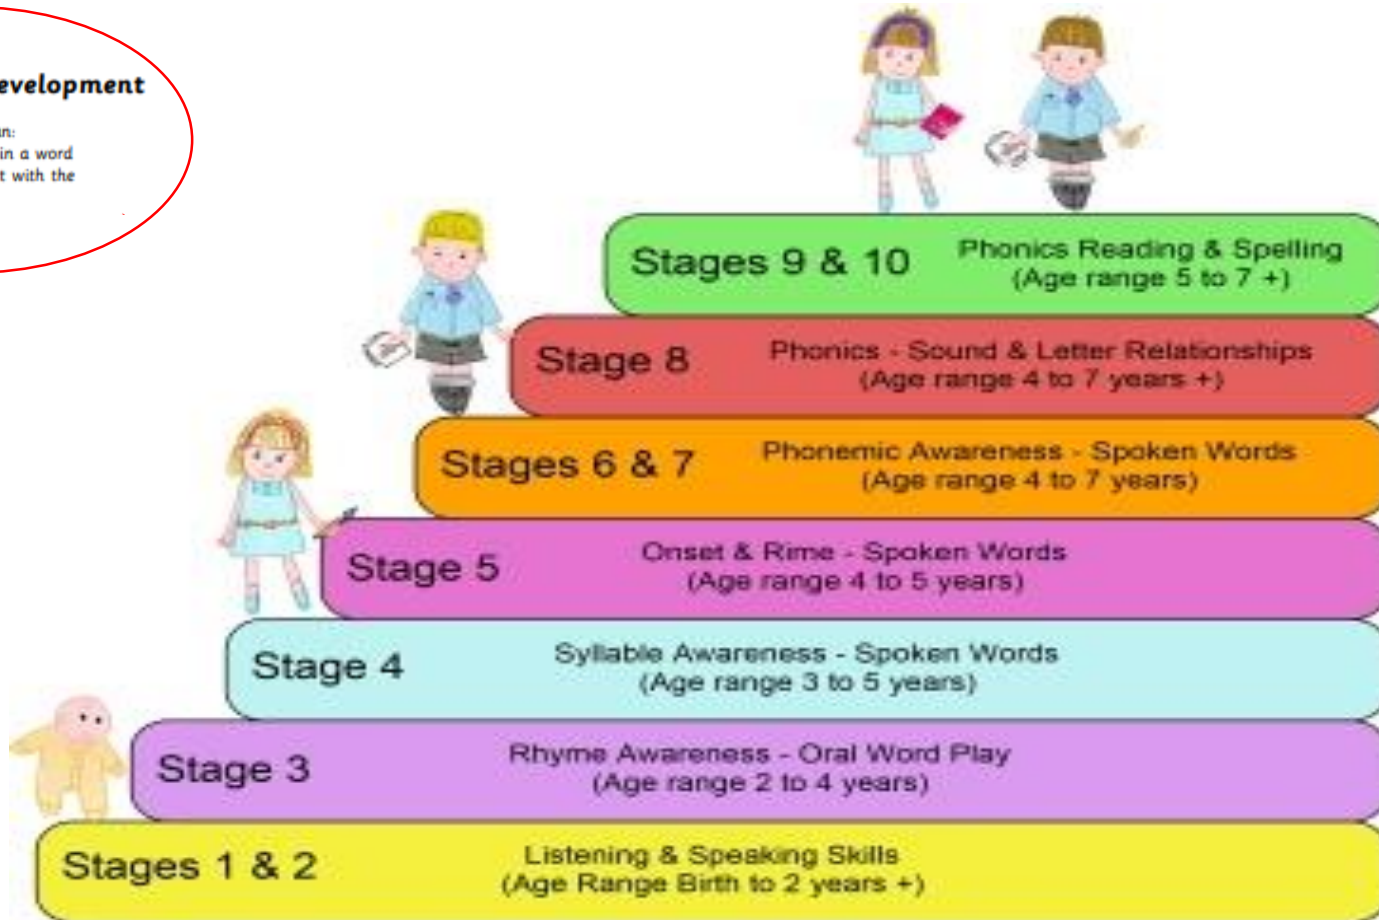 evelopment
un:
in a word
t with the
Stages 9 & 10
Phonics Reading & Spelling
(Age range 5 to 7 +)
Stage 8
Phonics - Sound & Letter Relationships
(Age range 4 to 7 years +)
Stages 6 & 7
Phonemic Awareness - Spoken Words
(Age range 4 to 7 years)
Stage 5
Onset & Rime - Spoken Words
(Age range 4 to 5 years)
Stage 4
Syllable Awareness - Spoken Words
(Age range 3 to 5 years)
Stage 3
Rhyme Awareness - Oral Word Play
(Age range 2 to 4 years)
Stages 1 & 2
Listening & Speaking Skills
(Age Range Birth to 2 years +)